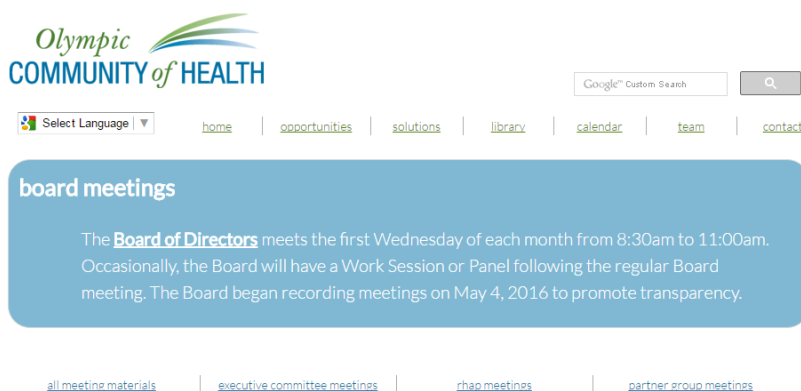 Olympic
COMMUNITY of HEALTH
Google™ Custom Search
Select Language ▼
home
opportunities
solutions
library
calendar
team
contact
board meetings
The Board of Directors meets the first Wednesday of each month from 8:30am to 11:00am.
Occasionally, the Board will have a Work Session or Panel following the regular Board
meeting. The Board began recording meetings on May 4, 2016 to promote transparency.
all meeting materials
executive committee meetings
rhap meetings
partner group meetings